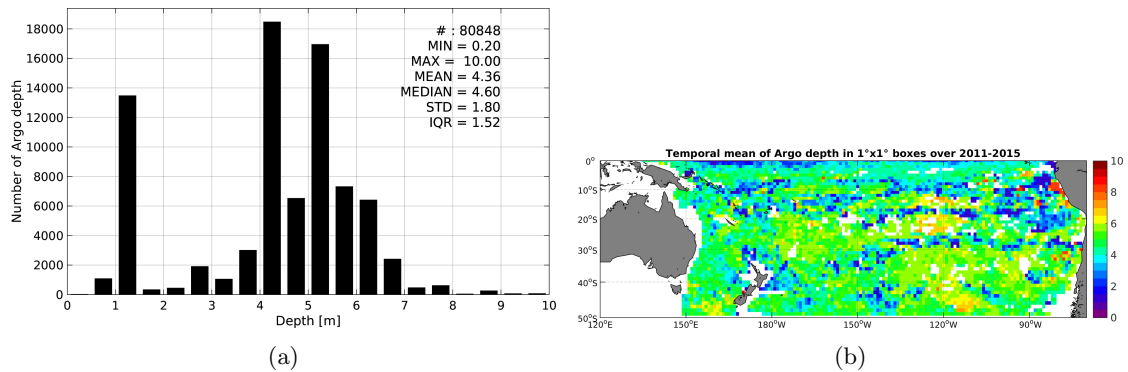 18000
16000
14000
12000
10000
8000
6000
4000
2000
0
Number of Argo depth
# : 80848
MIN = 0.20
MAX = 10.00
MEAN = 4.36
MEDIAN = 4.60
STD = 1.80
IQR = 1.52
0 1 2 3 4 5 6 7 8 9 10
Depth [m]
(a)
Temporal mean of Argo depth in 1°x1° boxes over 2011-2015
0°
10°S
20°S
30°S
40°S
50°S
120°E 150°E 180°W 150°W 120°W 90°W
10
8
6
4
2
0
(b)